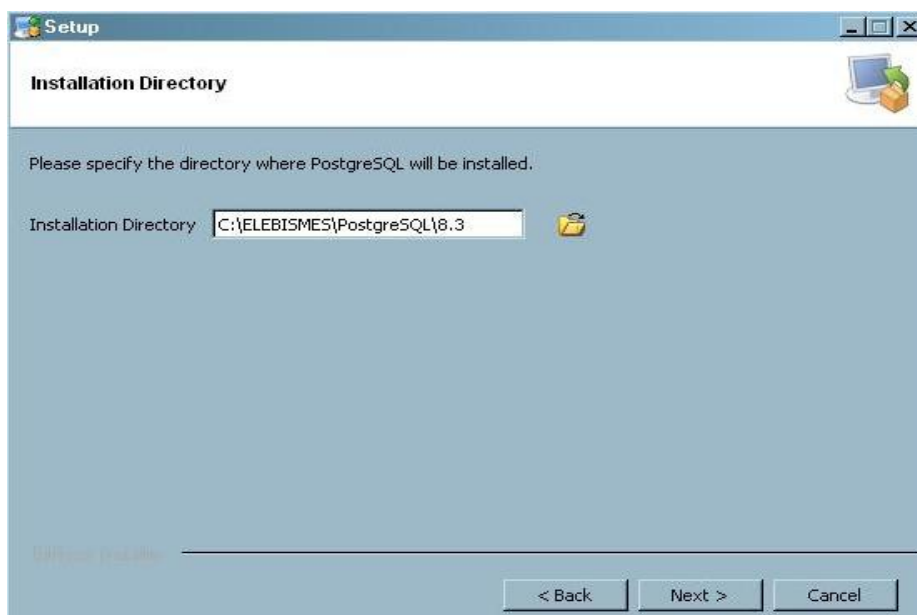 Setup
Installation Directory
Please specify the directory where PostgreSQL will be installed.
Installation Directory C:\ELEBISMES\PostgreSQL\8.3
< Back Next > Cancel